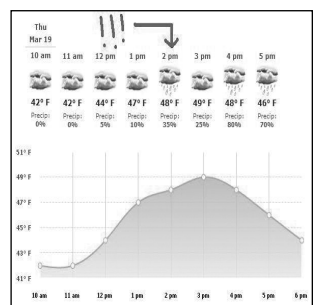 Thu
Mar 19
10 am 11 am 12 pm 1 pm 2 pm 3 pm 4 pm 5 pm
42° F 42° F 44° F 47° F 48° F 49° F 48° F 46° F
Precip: Precip: Precip: Precip: Precip: Precip: Precip: Precip:
0% 0% 5% 10% 35% 25% 80% 70%
51° F
49° F
47° F
45° F
43° F
41° F
10 am 11 am 12 pm 1 pm 2 pm 3 pm 4 pm 5 pm 6 pm